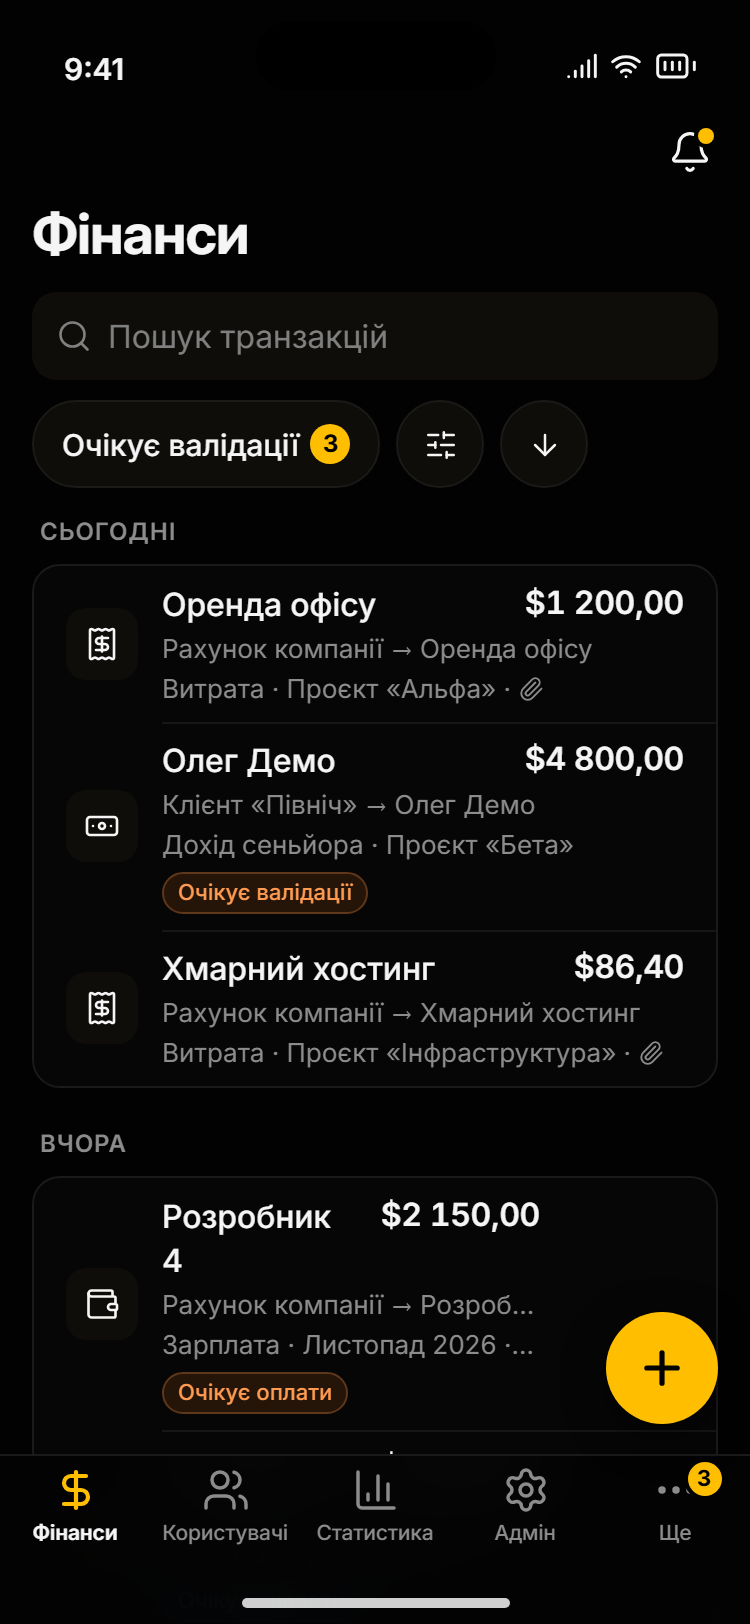 9:41
Фінанси
Пошук транзакцій
Очікує валідації 3
СЬОГОДНІ
Оренда офісу $1 200,00
Рахунок компанії → Оренда офісу
Витрата · Проєкт «Альфа» ·
Олег Демо $4 800,00
Клієнт «Північ» → Олег Демо
Дохід сеньйора · Проєкт «Бета»
Очікує валідації
Хмарний хостинг $86,40
Рахунок компанії → Хмарний хостинг
Витрата · Проєкт «Інфраструктура» ·
ВЧОРА
Розробник $2 150,00
4
Рахунок компанії → Розроб...
Зарплата · Листопад 2026 ·...
Очікує оплати
3
Фінанси Користувачі Статистика Адмін Ще